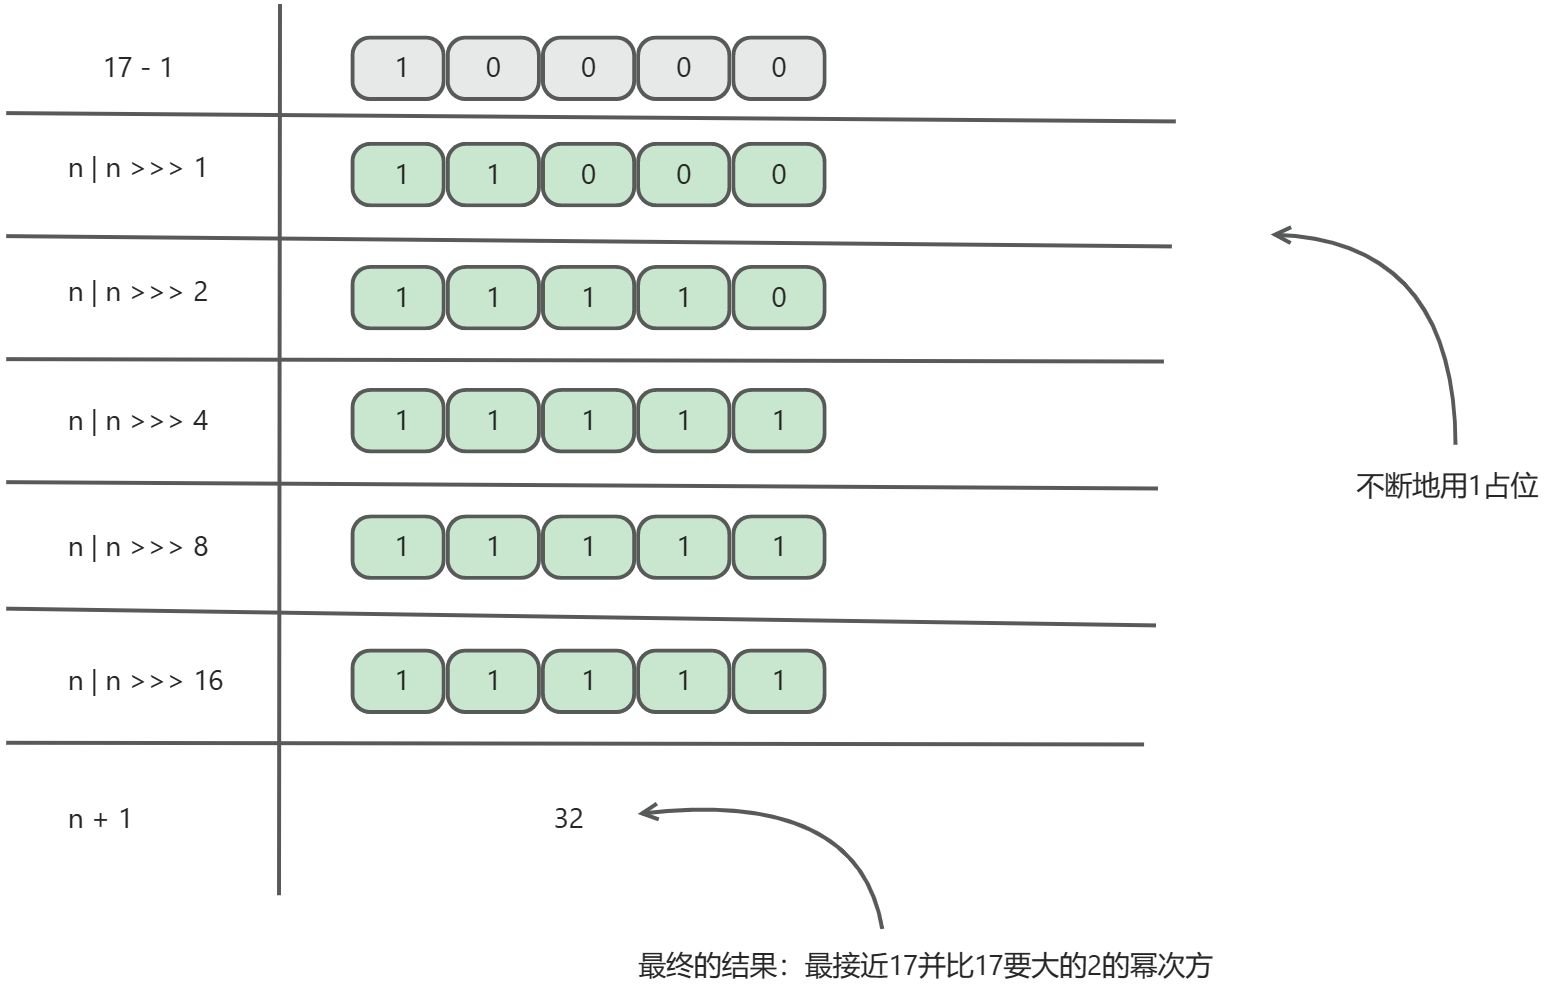 17 - 1 1 0 0 0 0
n | n >>> 1 1 1 0 0 0
n | n >>> 2 1 1 1 1 0
n | n >>> 4 1 1 1 1 1
不断地用1占位
n | n >>> 8 1 1 1 1 1
n | n >>> 16 1 1 1 1 1
n + 1 32
最终的结果：最接近17并比17要大的2的幂次方